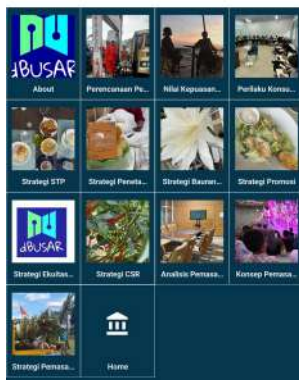 dBUSAR
About
Perencanaan Pe...
Nilai Kepuasan...
Perilaku Konsu...
Strategi STP
Strategi Peneta...
Strategi Bauran...
Strategi Promosi
dBUSAR
Strategi Ekuitas...
Strategi CSR
Analisis Pemasa...
Konsep Pemasa...
Strategi Pemasa...
Home